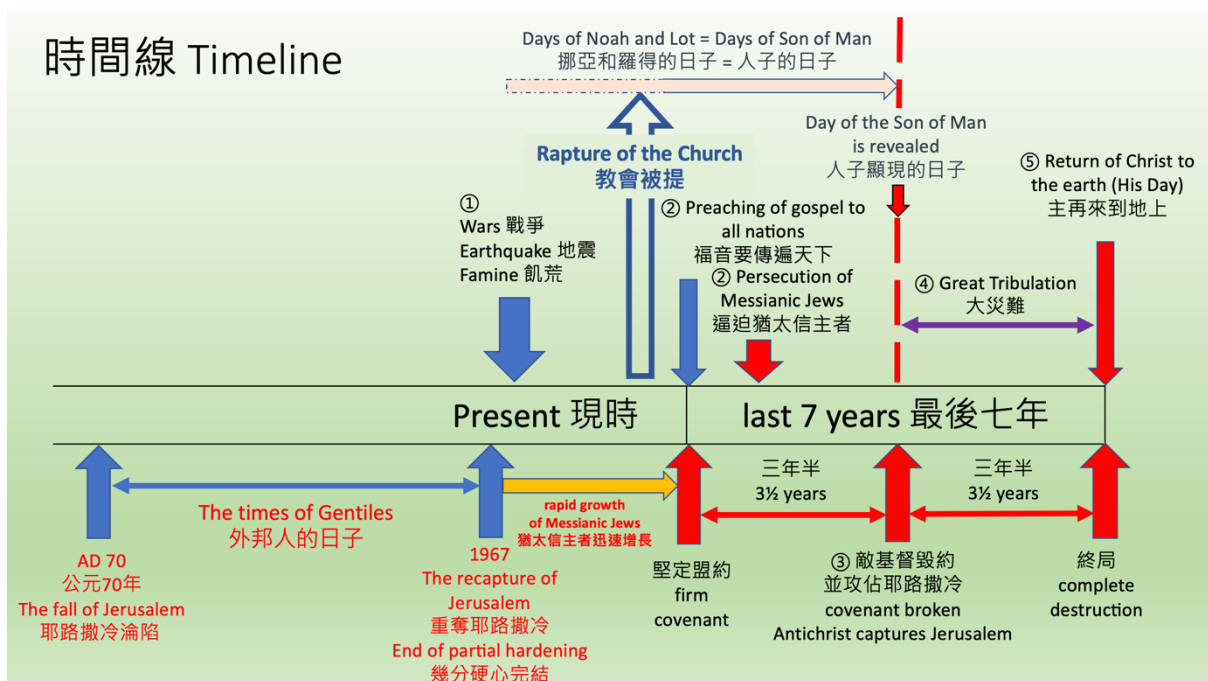 時間線 Timeline
Days of Noah and Lot = Days of Son of Man
挪亞和羅得的日子 = 人子的日子
Rapture of the Church
教會被提
Day of the Son of Man
is revealed
人子顯現的日子
⑤ Return of Christ to
the earth (His Day)
主再來到地上
①
Wars 戰爭
Earthquake 地震
Famine 飢荒
② Preaching of gospel to
all nations
福音要傳遍天下
② Persecution of
Messianic Jews
逼迫猶太信主者
④ Great Tribulation
大災難
Present 現時
last 7 years 最後七年
The times of Gentiles
外邦人的日子
rapid growth
of Messianic Jews
猶太信主者迅速增長
三年半
3½ years
三年半
3½ years
AD 70
公元70年
The fall of Jerusalem
耶路撒冷淪陷
1967
The recapture of
Jerusalem
重奪耶路撒冷
End of partial hardening
幾分硬心完結
堅定盟約
firm
covenant
③ 敵基督毀約
並攻佔耶路撒冷
covenant broken
Antichrist captures Jerusalem
終局
complete
destruction